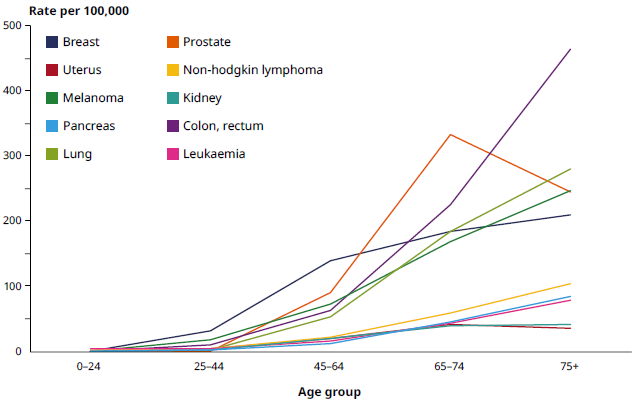 Rate per 100,000
500
Breast Prostate
Uterus Non-hodgkin lymphoma
400
Melanoma Kidney
Pancreas Colon, rectum
300
Lung Leukaemia
200
100
0
0–24 25–44 45–64 65–74 75+
Age group